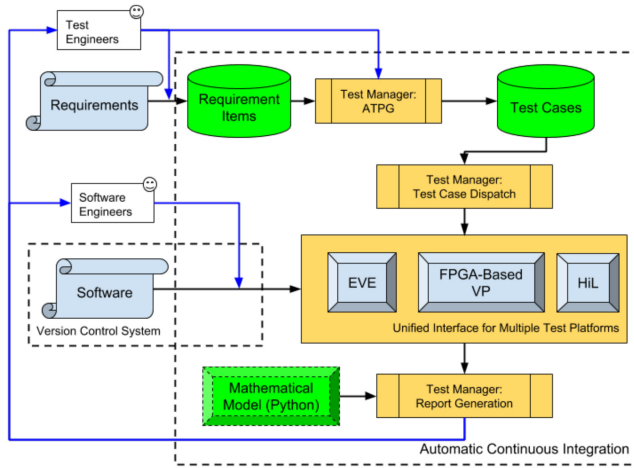 Test
Engineers
Requirements
Requirement
Items
Test Manager:
ATPG
Test Cases
Test Manager:
Test Case Dispatch
Software
Engineers
EVE
FPGA-Based
VP
HiL
Software
Unified Interface for Multiple Test Platforms
Version Control System
Mathematical
Model (Python)
Test Manager:
Report Generation
Automatic Continuous Integration